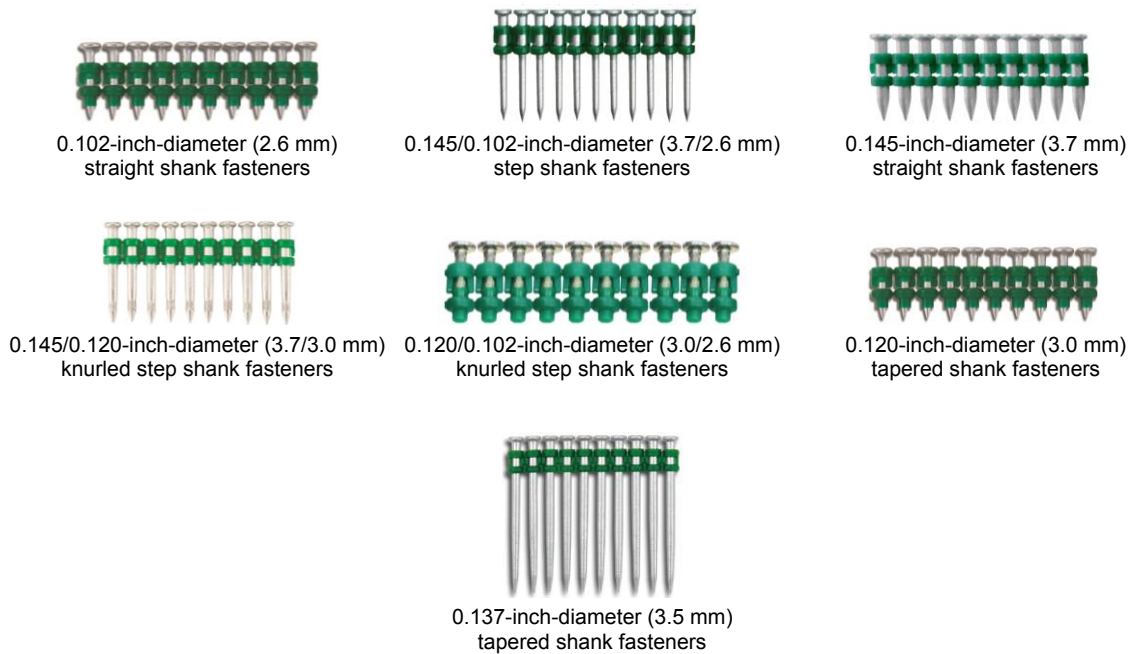 0.102-inch-diameter (2.6 mm)
straight shank fasteners
0.145/0.102-inch-diameter (3.7/2.6 mm)
step shank fasteners
0.145-inch-diameter (3.7 mm)
straight shank fasteners
0.145/0.120-inch-diameter (3.7/3.0 mm)
knurled step shank fasteners
0.120/0.102-inch-diameter (3.0/2.6 mm)
knurled step shank fasteners
0.120-inch-diameter (3.0 mm)
tapered shank fasteners
0.137-inch-diameter (3.5 mm)
tapered shank fasteners